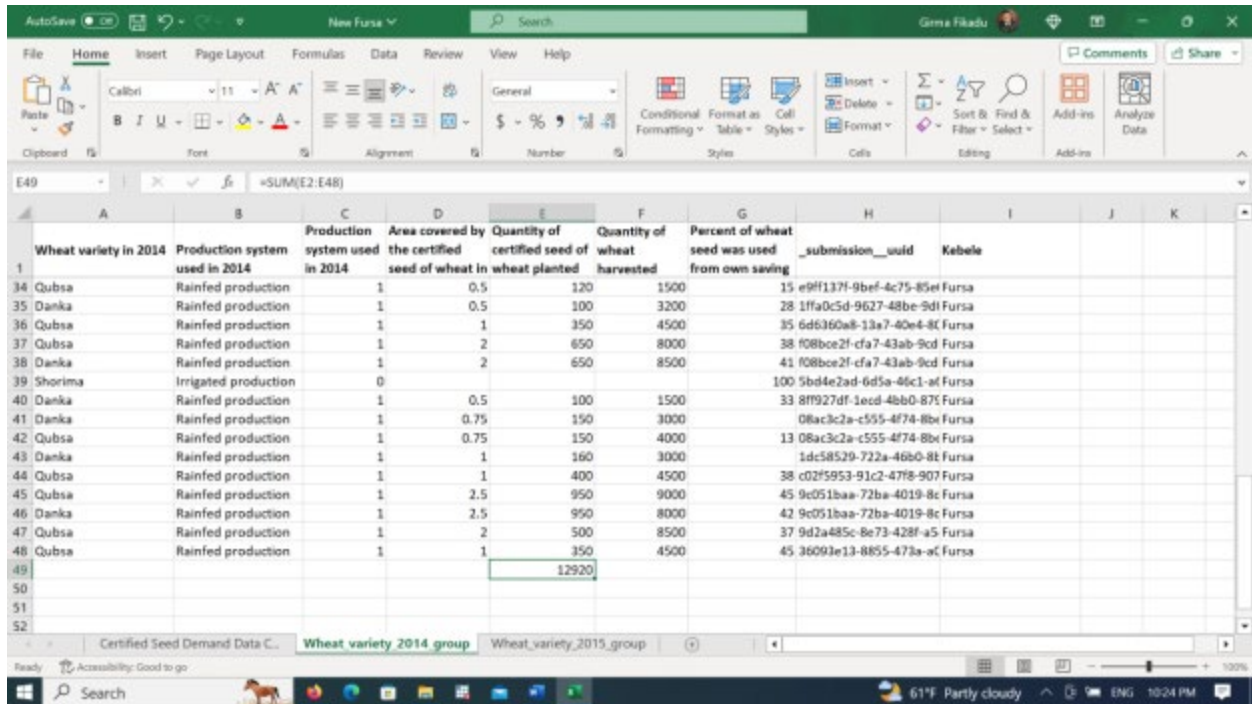 AutoSave Off New Fursa Search Girma Fikadu
File Home Insert Page Layout Formulas Data Review View Help Comments Share
Paste Calibri 11 General Conditional Formatting Format as Table Cell Styles Insert Delete Format Sort & Filter Find & Select Add-ins Analyze Data
Clipboard Font Alignment Number Styles Cells Editing Add-ins
E49 fx =SUM(E2:E48)
A B C D E F G H I J K
1 Wheat variety in 2014 Production system used in 2014 Production system used in 2014 Area covered by the certified seed of wheat in Quantity of certified seed of wheat planted Quantity of wheat harvested Percent of wheat seed was used from own saving _submission__uuid Kebele
34 Qubsa Rainfed production 1 0.5 120 1500 15 e9ff137f-9bef-4c75-85e Fursa
35 Danka Rainfed production 1 0.5 100 3200 28 1ffa0c5d-9627-48be-9d Fursa
36 Qubsa Rainfed production 1 1 350 4500 35 6d6360a8-13a7-40e4-8 Fursa
37 Qubsa Rainfed production 1 2 650 8000 38 f08bce2f-cfa7-43ab-9cd Fursa
38 Danka Rainfed production 1 2 650 8500 41 f08bce2f-cfa7-43ab-9cd Fursa
39 Shorima Irrigated production 0 100 5bd4e2ad-6d5a-46c1-a Fursa
40 Danka Rainfed production 1 0.5 100 1500 33 8ff927df-1ecd-4bb0-879 Fursa
41 Danka Rainfed production 1 0.75 150 3000 08ac3c2a-c555-4f74-8b Fursa
42 Qubsa Rainfed production 1 0.75 150 4000 13 08ac3c2a-c555-4f74-8b Fursa
43 Danka Rainfed production 1 1 160 3000 1dc58529-722a-46b0-8 Fursa
44 Qubsa Rainfed production 1 1 400 4500 38 c02f5953-91c2-47f8-907 Fursa
45 Qubsa Rainfed production 1 2.5 950 9000 45 9c051baa-72ba-4019-8 Fursa
46 Danka Rainfed production 1 2.5 950 8000 42 9c051baa-72ba-4019-8 Fursa
47 Qubsa Rainfed production 1 2 500 8500 37 9d2a485c-8e73-428f-a5 Fursa
48 Qubsa Rainfed production 1 1 350 4500 45 36093e13-8855-473a-a Fursa
49 12920
50
51
52
Certified Seed Demand Data C... Wheat_variety_2014_group Wheat_variety_2015_group
Ready Accessibility: Good to go 100%
Search 61°F Partly cloudy ENG 10:24 PM